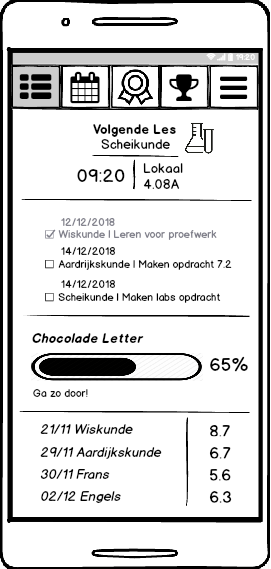 19:20
Volgende Les
Scheikunde
09:20
Lokaal
4.08A
12/12/2018
Wiskunde | Leren voor proefwerk
14/12/2018
Aardrijkskunde | Maken opdracht 7.2
14/12/2018
Scheikunde | Maken labs opdracht
Chocolade Letter
65%
Ga zo door!
21/11 Wiskunde 8.7
29/11 Aardijkskunde 6.7
30/11 Frans 5.6
02/12 Engels 6.3